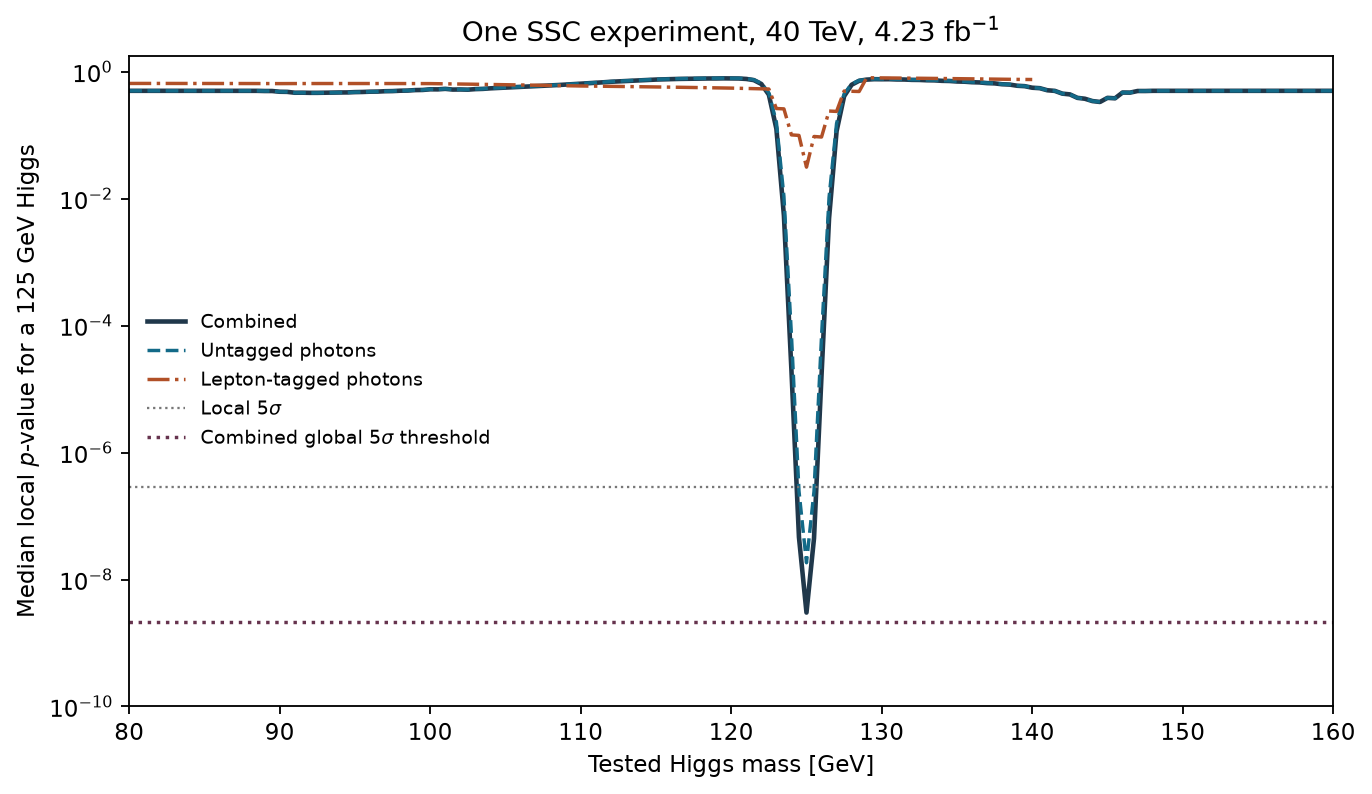 One SSC experiment, 40 TeV, 4.23 fb⁻¹
Median local p-value for a 125 GeV Higgs
10⁰
10⁻²
10⁻⁴
10⁻⁶
10⁻⁸
10⁻¹⁰
Combined
Untagged photons
Lepton-tagged photons
Local 5σ
Combined global 5σ threshold
80 90 100 110 120 130 140 150 160
Tested Higgs mass [GeV]